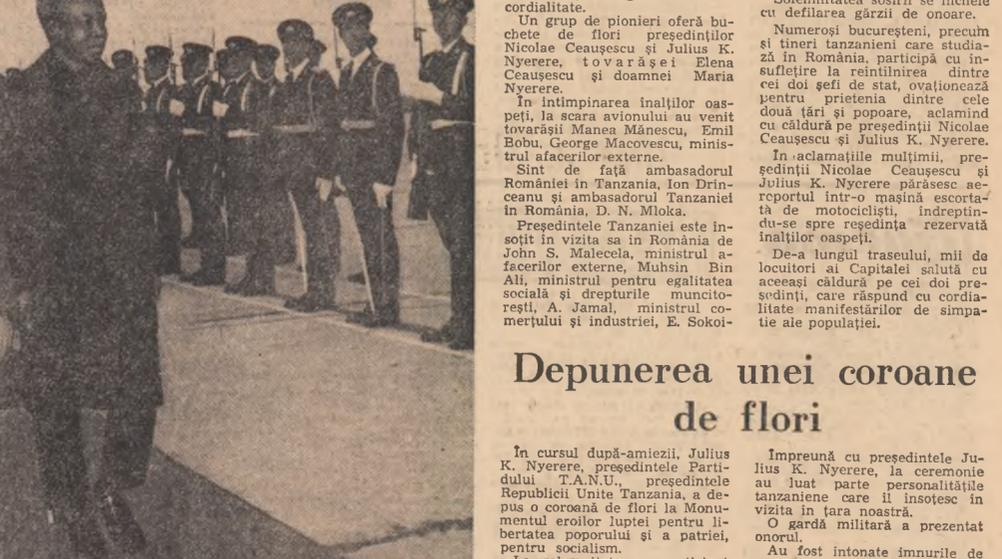 cordialitate.
Un grup de pionieri oferă bu-
chete de flori președinților
Nicolae Ceaușescu și Julius K.
Nyerere, tovarășei Elena
Ceaușescu și doamnei Maria
Nyerere.
În întîmpinarea înalților oas-
peți, la scara avionului au venit
tovarășii Manea Mănescu, Emil
Bobu, George Macovescu, minis-
trul afacerilor externe.
Sînt de față ambasadorul
României în Tanzania, Ion Drîn-
ceanu și ambasadorul Tanzaniei
în România, D. N. Mloka.
Președintele Tanzaniei este în-
soțit în vizita sa în România de
John S. Malecela, ministrul a-
facerilor externe, Muhsin Bin
Ali, ministrul pentru egalitatea
socială și drepturile muncito-
rești, A. Jamal, ministrul co-
merțului și industriei, E. Sokoi-
Solemnitatea sosirii se încheie
cu defilarea gărzii de onoare.
Numeroși bucureșteni, precum
și tineri tanzanieni care studia-
ză în România, participă cu în-
suflețire la reîntîlnirea dintre
cei doi șefi de stat, ovaționează
pentru prietenia dintre cele
două țări și popoare, aclamind
cu căldură pe președinții Nicolae
Ceaușescu și Julius K. Nyerere.
În aclamațiile mulțimii, pre-
ședinții Nicolae Ceaușescu și
Julius K. Nyerere părăsesc ae-
roportul într-o mașină escorta-
tă de motocicliști, îndreptîn-
du-se spre reședința rezervată
înalților oaspeți.
De-a lungul traseului, mii de
locuitori ai Capitalei salută cu
aceeași căldură pe cei doi pre-
ședinți, care răspund cu cordia-
litate manifestărilor de simpa-
tie ale populației.
Depunerea unei coroane
de flori
În cursul după-amiezii, Julius
K. Nyerere, președintele Parti-
dului T.A.N.U., președintele
Republicii Unite Tanzania, a de-
pus o coroană de flori la Monu-
mentul eroilor luptei pentru li-
bertatea poporului și a patriei,
pentru socialism.
Împreună cu președintele Ju-
lius K. Nyerere, la ceremonie
au luat parte personalitățile
tanzaniene care îl însoțesc în
vizita în țara noastră.
O gardă militară a prezentat
onorul.
Au fost intonate imnurile de